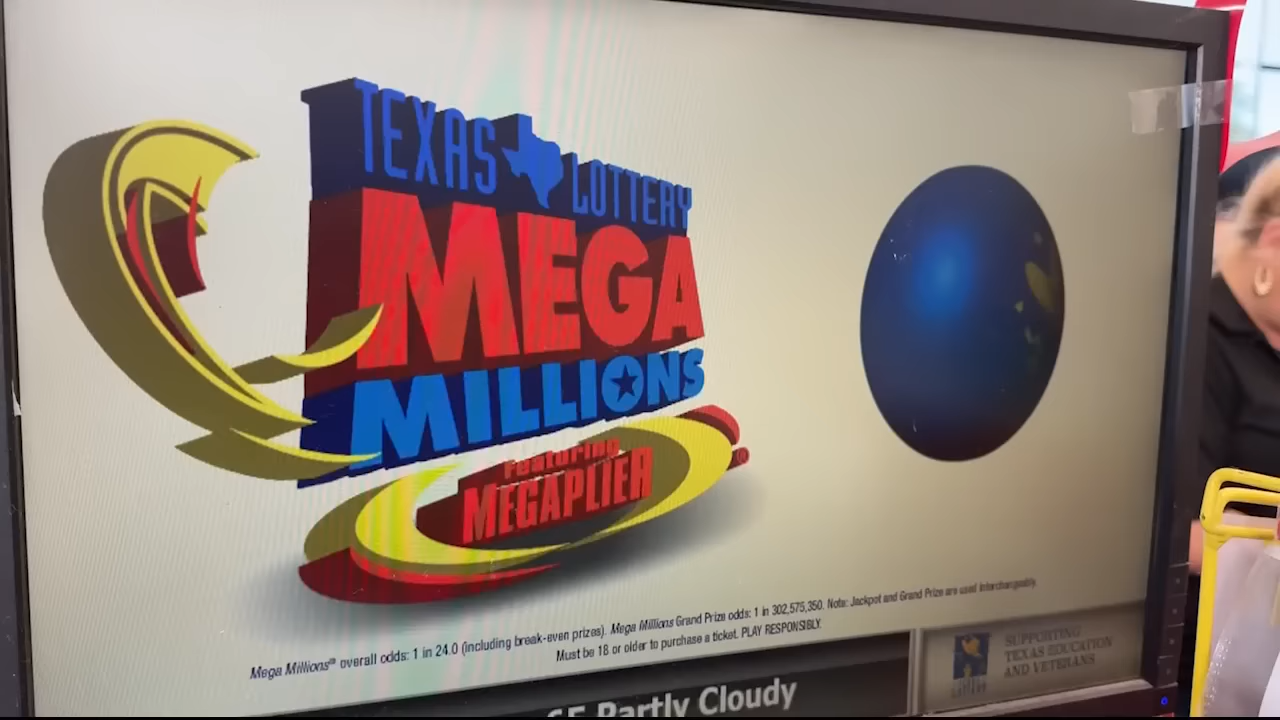 TEXAS LOTTERY
MEGA
MILLIONS
Featuring
MEGAPLIER®
Mega Millions® overall odds: 1 in 24.0 (including break-even prizes). Mega Millions Grand Prize odds: 1 in 302,575,350. Note: Jackpot and Grand Prize are used interchangeably.
Must be 18 or older to purchase a ticket. PLAY RESPONSIBLY.
SUPPORTING
TEXAS EDUCATION
AND VETERANS
65 Partly Cloudy